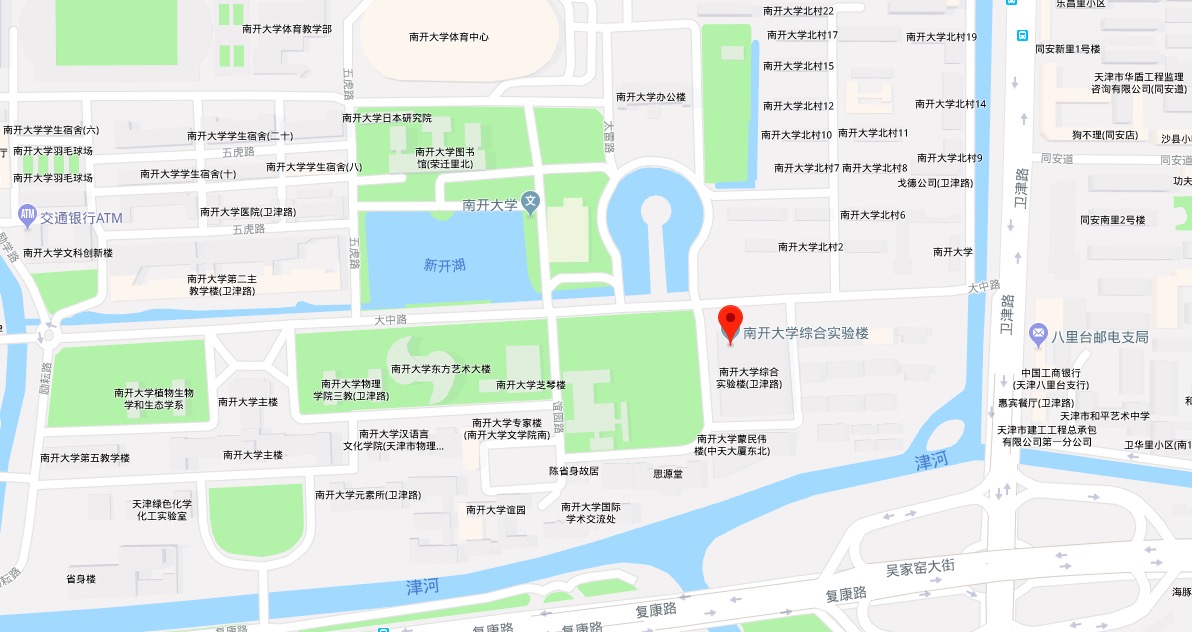 南开大学北村22
乐昌里小区
南开大学体育教学部
南开大学体育中心
南开大学北村17
南开大学北村19
同安新里1号楼
五虎路
南开大学北村15
天津市华盾工程监理
咨询有限公司(同安道)
南开大学办公楼
南开大学北村12
南开大学北村14
南开大学日本研究院
南开大学学生宿舍(六)
南开大学学生宿舍(二十)
大雷路
南开大学北村10
南开大学北村11
狗不理(同安店)
沙县小
南开大学羽毛球场
五虎路
南开大学图书
馆(荣迁里北)
南开大学北村9
同安道
同安道
厅
南开大学学生宿舍(八)
南开大学北村7
南开大学北村8
南开大学羽毛球场
南开大学学生宿舍(十)
戈德公司(卫津路)
功夫
卫津路
ATM
交通银行ATM
南开大学医院(卫津路)
南开大学
文
南开大学北村6
同安南里2号楼
五虎路
励学路
南开大学文科创新楼
五虎路
南开大学北村2
南开大学
新开湖
南开大学第二主
教学楼(卫津路)
大中路
卫津路
大中路
南开大学综合实验楼
八里台邮电支局
励耘路
南开大学东方艺术大楼
南开大学综合
实验楼(卫津路)
中国工商银行
(天津八里台支行)
南开大学植物生物
学和生态学系
南开大学物理
学院三教(卫津路)
南开大学芝琴楼
南开大学主楼
谊园路
惠宾餐厅(卫津路)
和
天津市和平艺术中学
南开大学专家楼
(南开大学文学院南)
南开大学汉语言
文化学院(天津市物理...
南开大学蒙民伟
楼(中天大厦东北)
天津市建工工程总承包
有限公司第一分公司
卫华里小区(南1
南开大学第五教学楼
南开大学主楼
津河
陈省身故居
思源堂
南开大学元素所(卫津路)
天津绿色化学
化工实验室
南开大学谊园
南开大学国际
学术交流处
吴家窑大街
省身楼
津河
复康路
复康路
海豚
复康路
复康路
复康路